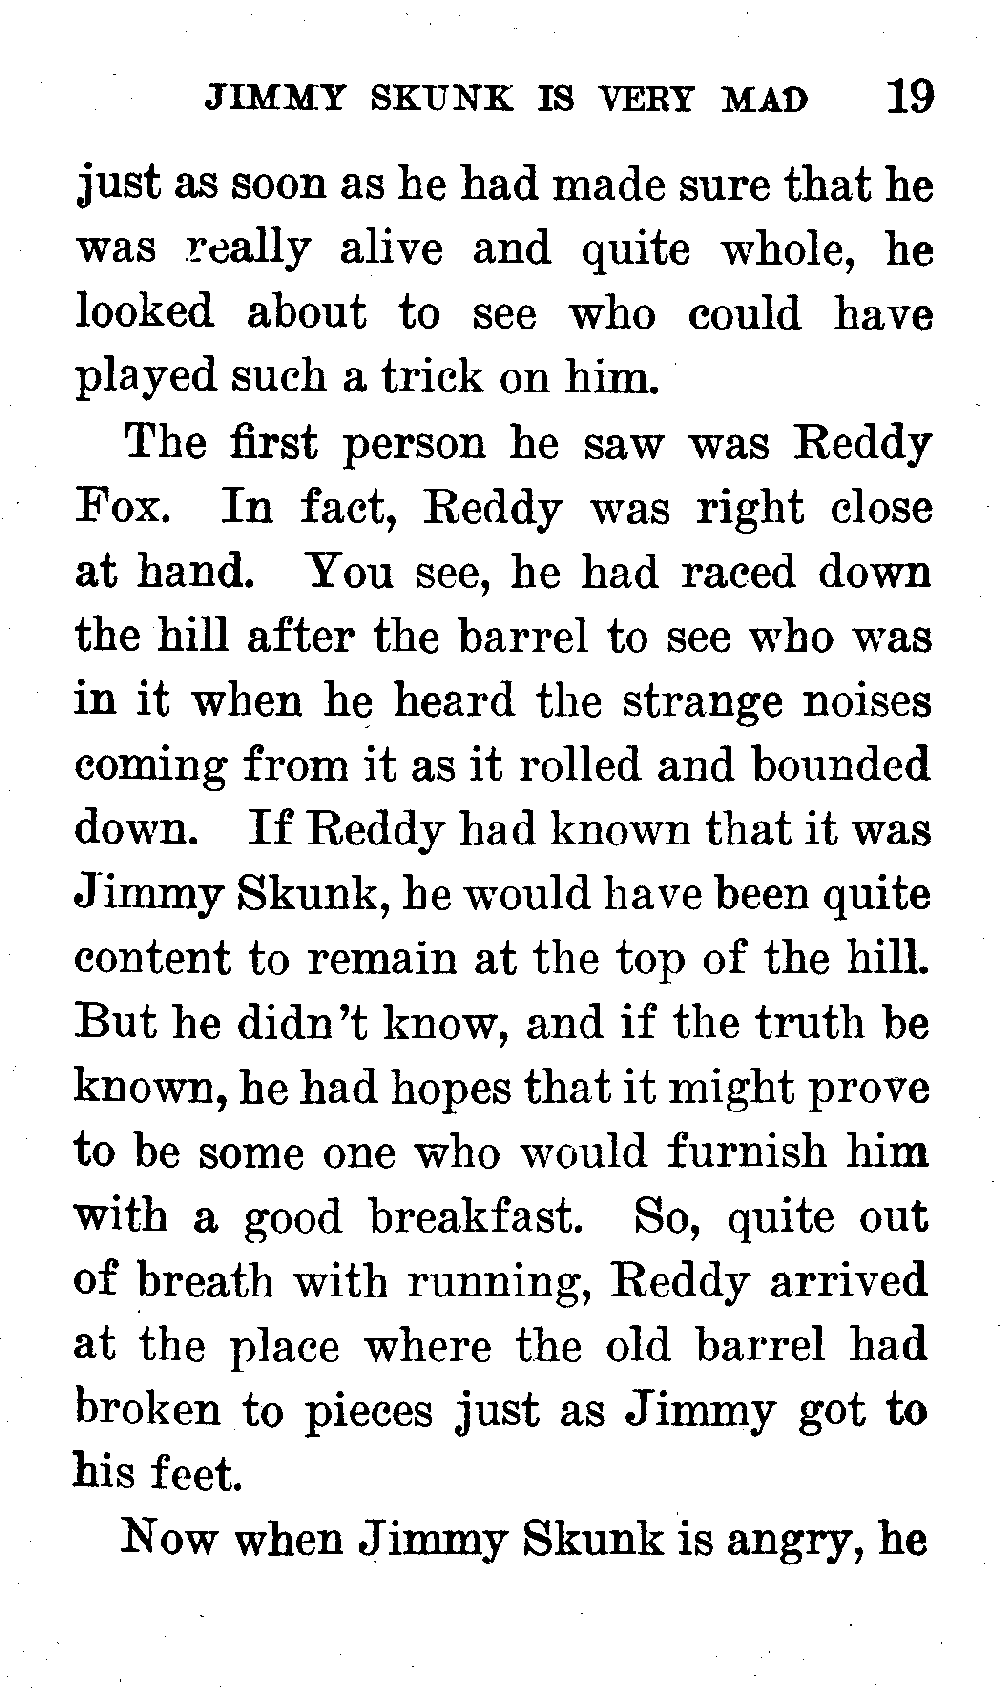 JIMMY SKUNK IS VERY MAD 19
just as soon as he had made sure that he
was really alive and quite whole, he
looked about to see who could have
played such a trick on him.
The first person he saw was Reddy
Fox. In fact, Reddy was right close
at hand. You see, he had raced down
the hill after the barrel to see who was
in it when he heard the strange noises
coming from it as it rolled and bounded
down. If Reddy had known that it was
Jimmy Skunk, he would have been quite
content to remain at the top of the hill.
But he didn't know, and if the truth be
known, he had hopes that it might prove
to be some one who would furnish him
with a good breakfast. So, quite out
of breath with running, Reddy arrived
at the place where the old barrel had
broken to pieces just as Jimmy got to
his feet.
Now when Jimmy Skunk is angry, he